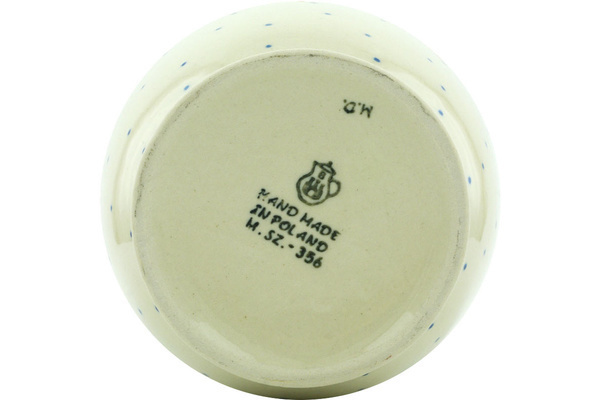 M.D.
HAND MADE
IN POLAND
M. SZ. - 356